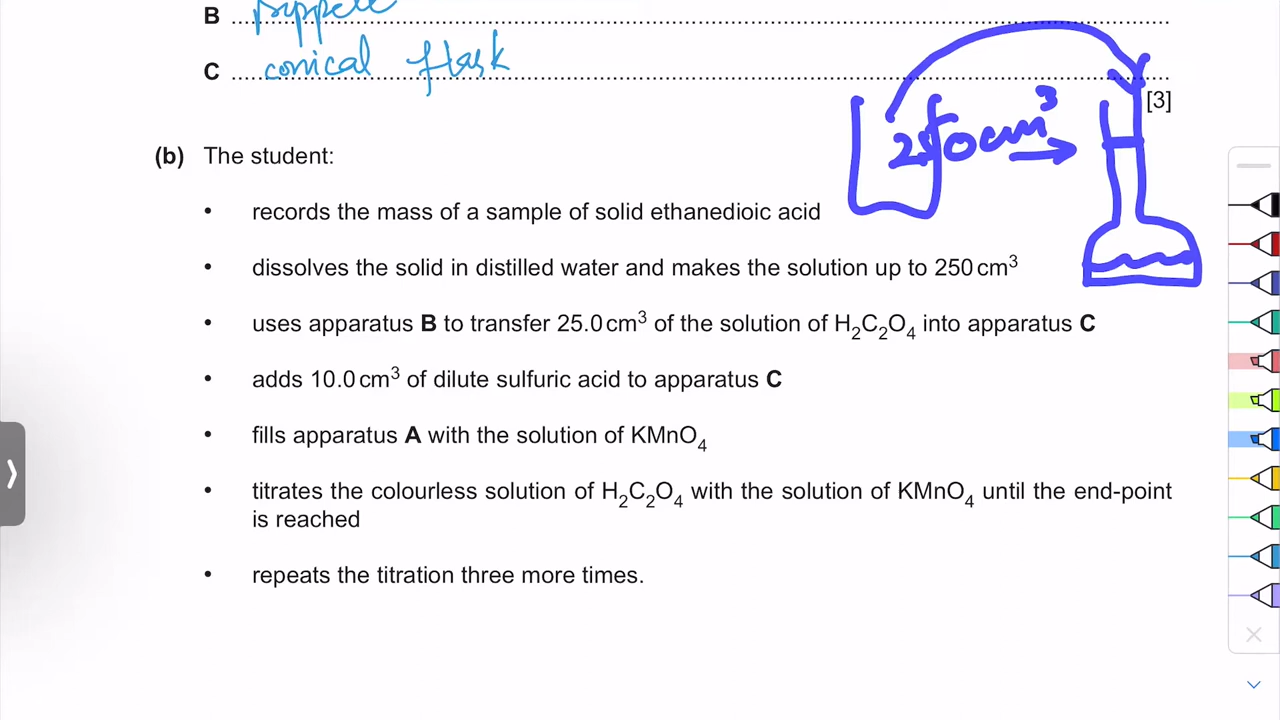 B pippete
C conical flask
250cm³
[3]
(b) The student:
• records the mass of a sample of solid ethanedioic acid
• dissolves the solid in distilled water and makes the solution up to 250 cm³
• uses apparatus B to transfer 25.0 cm³ of the solution of H₂C₂O₄ into apparatus C
• adds 10.0 cm³ of dilute sulfuric acid to apparatus C
• fills apparatus A with the solution of KMnO₄
• titrates the colourless solution of H₂C₂O₄ with the solution of KMnO₄ until the end-point
is reached
• repeats the titration three more times.